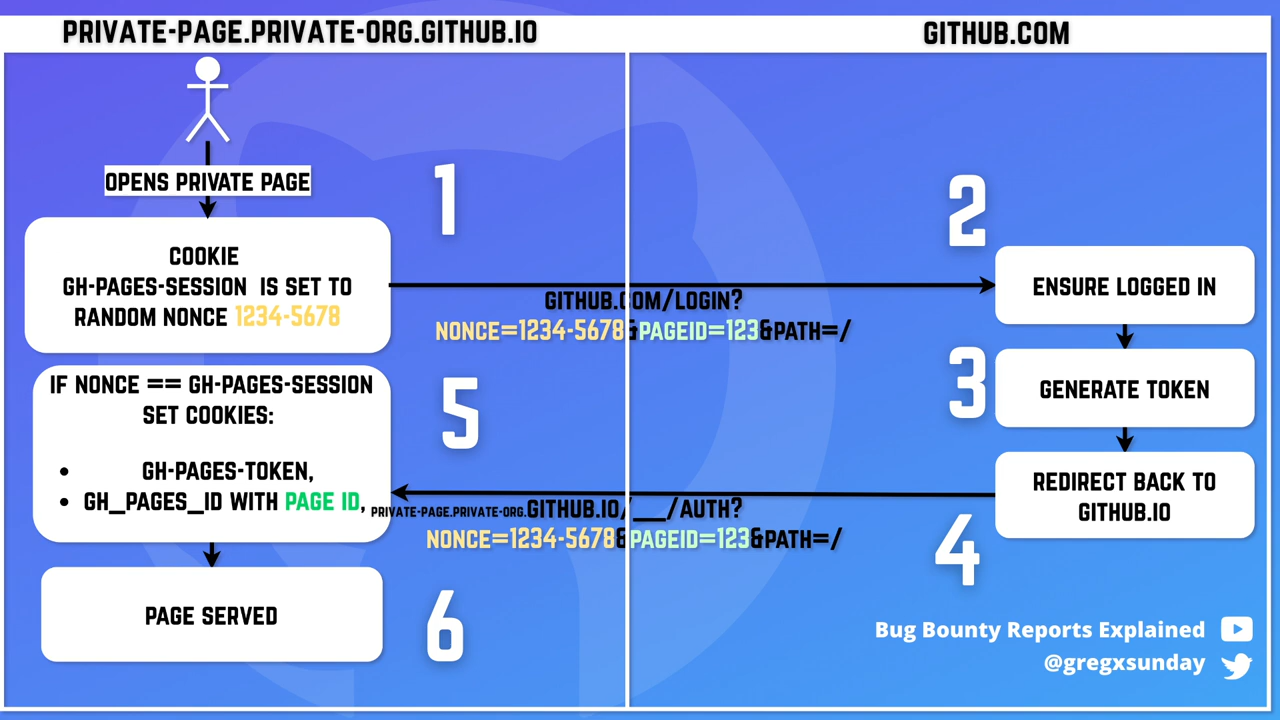 PRIVATE-PAGE.PRIVATE-ORG.GITHUB.IO
GITHUB.COM
OPENS PRIVATE PAGE
1
COOKIE
GH-PAGES-SESSION IS SET TO
RANDOM NONCE 1234-5678
GITHUB.COM/LOGIN?
NONCE=1234-5678&PAGEID=123&PATH=/
2
ENSURE LOGGED IN
3
GENERATE TOKEN
REDIRECT BACK TO
GITHUB.IO
4
PRIVATE-PAGE.PRIVATE-ORG.GITHUB.IO/__/AUTH?
NONCE=1234-5678&PAGEID=123&PATH=/
5
IF NONCE == GH-PAGES-SESSION
SET COOKIES:
• GH-PAGES-TOKEN,
• GH_PAGES_ID WITH PAGE ID,
PAGE SERVED
6
Bug Bounty Reports Explained
@gregxsunday